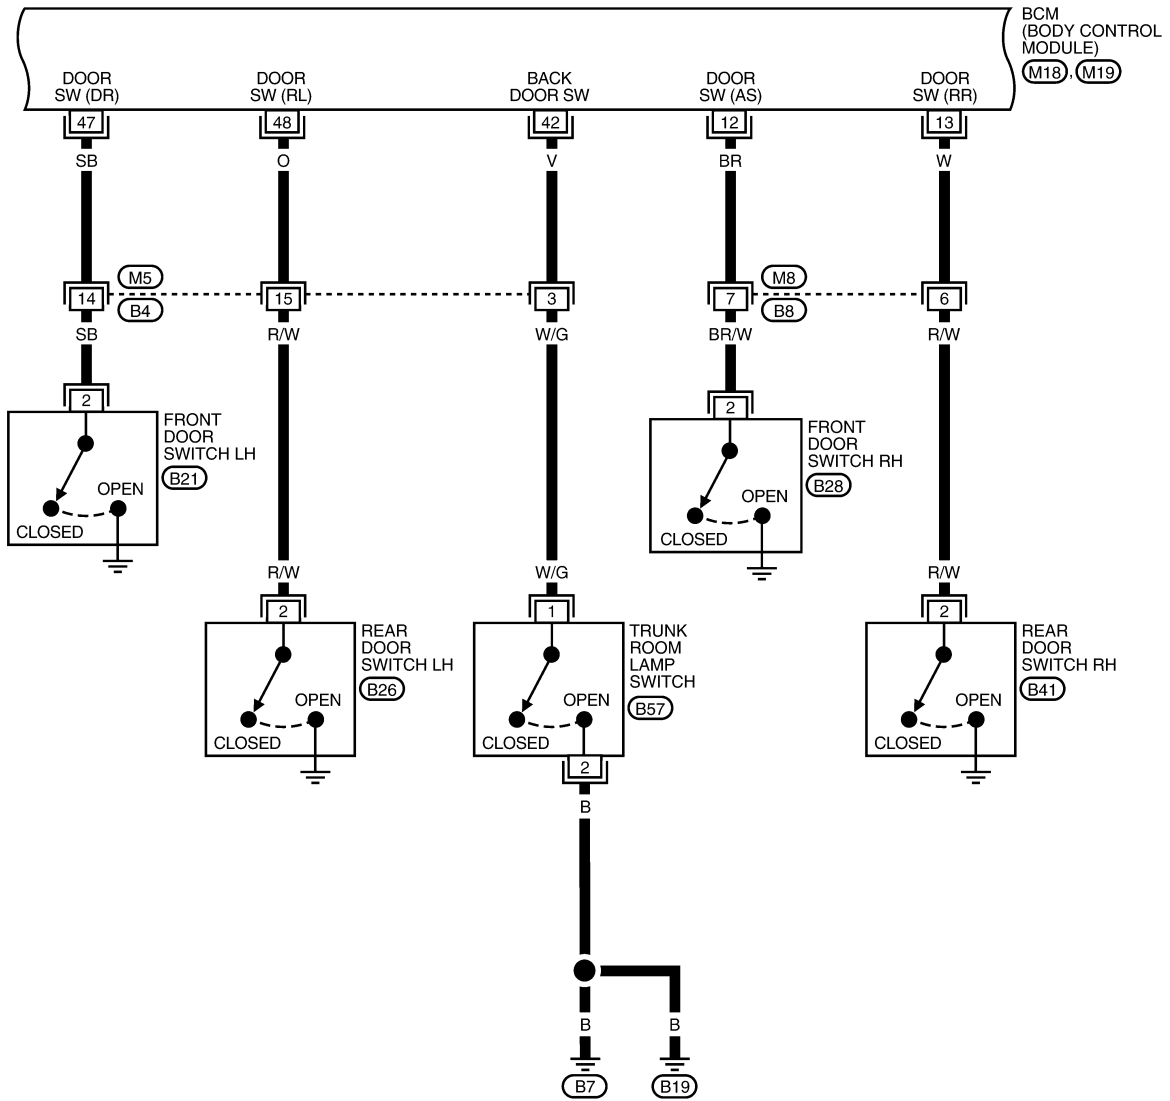 BCM
(BODY CONTROL
MODULE)
M18 , M19
DOOR
SW (DR)
DOOR
SW (RL)
BACK
DOOR SW
DOOR
SW (AS)
DOOR
SW (RR)
47 48 42 12 13
SB O V BR W
M5 M8
14 15 3 7 6
B4 B8
SB R/W W/G BR/W R/W
2
FRONT
DOOR
SWITCH LH
B21
OPEN
CLOSED
2
FRONT
DOOR
SWITCH RH
B28
OPEN
CLOSED
R/W W/G R/W
2
REAR
DOOR
SWITCH LH
B26
OPEN
CLOSED
1
TRUNK
ROOM
LAMP
SWITCH
B57
OPEN
CLOSED
2
2
REAR
DOOR
SWITCH RH
B41
OPEN
CLOSED
B
B B
B7 B19